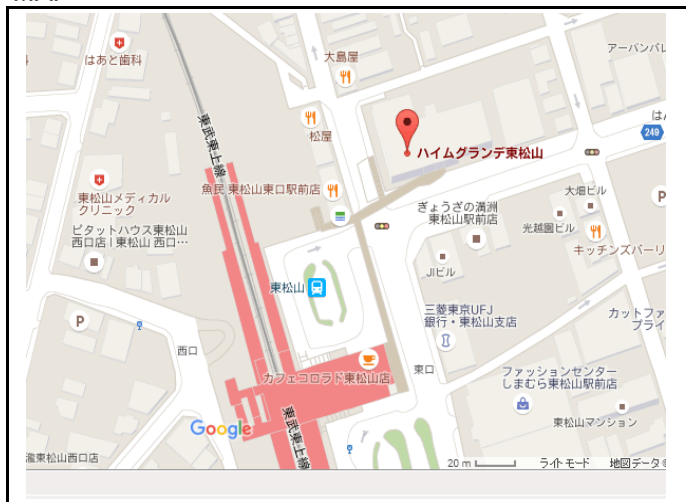 はあと歯科
大島屋
アーバンパレ
松屋
249
東武東上線
ハイムグランデ東松山
東松山メディカル
クリニック
魚民 東松山東口駅前店
大畑ビル
P
ぎょうざの満洲
東松山駅前店
光越園ビル
ピタットハウス東松山
西口店 | 東松山 西口…
キッチンズバーリ
JIビル
東松山
三菱東京UFJ
銀行・東松山支店
カットファ
プライ
P
西口
東口
カフェコロラド東松山店
ファッションセンター
しまむら東松山駅前店
東武東上線
Google
東松山マンション
瀧東松山西口店
20 m
ライト モード
地図データ ©